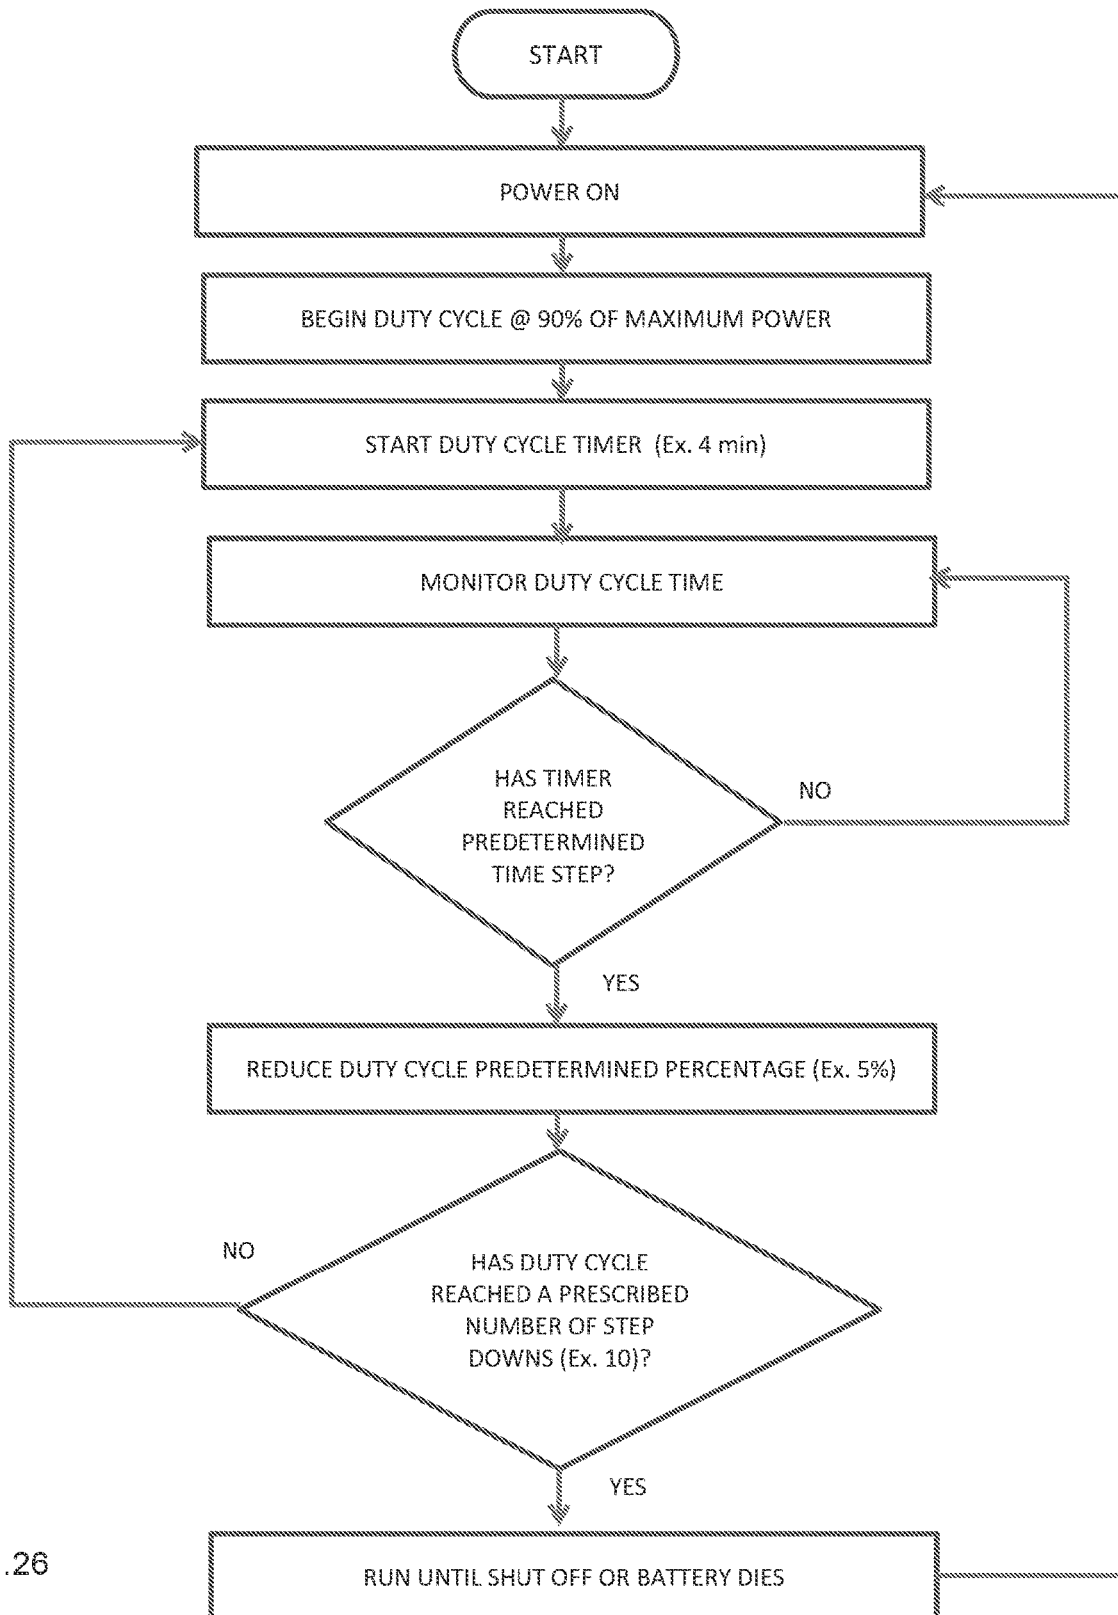 START
POWER ON
BEGIN DUTY CYCLE @ 90% OF MAXIMUM POWER
START DUTY CYCLE TIMER (Ex. 4 min)
MONITOR DUTY CYCLE TIME
HAS TIMER
REACHED
PREDETERMINED
TIME STEP?
NO
YES
REDUCE DUTY CYCLE PREDETERMINED PERCENTAGE (Ex. 5%)
NO
HAS DUTY CYCLE
REACHED A PRESCRIBED
NUMBER OF STEP
DOWNS (Ex. 10)?
YES
.26
RUN UNTIL SHUT OFF OR BATTERY DIES